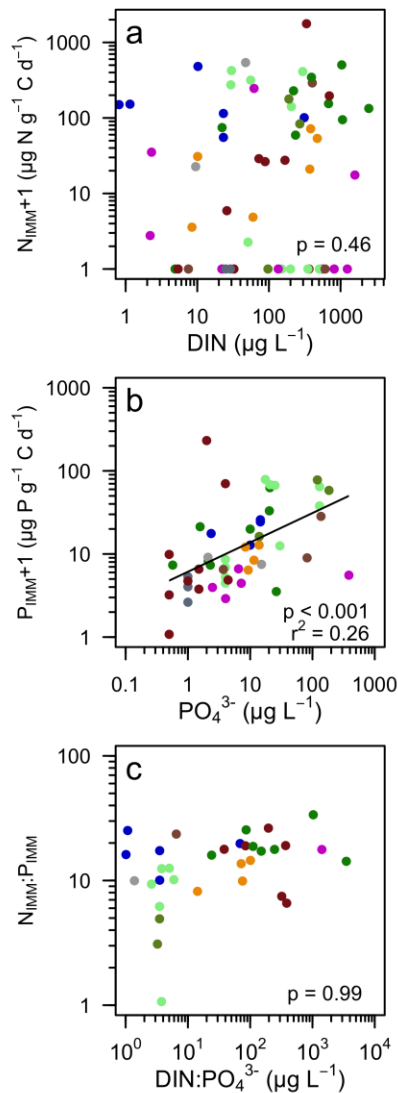 a
N_IMM+1 (µg N g⁻¹ C d⁻¹)
1000
100
10
1
p = 0.46
1 10 100 1000
DIN (µg L⁻¹)
b
P_IMM+1 (µg P g⁻¹ C d⁻¹)
1000
100
10
1
p < 0.001
r² = 0.26
0.1 1 10 100 1000
PO₄³⁻ (µg L⁻¹)
c
N_IMM:P_IMM
100
10
1
p = 0.99
10⁰ 10¹ 10² 10³ 10⁴
DIN:PO₄³⁻ (µg L⁻¹)